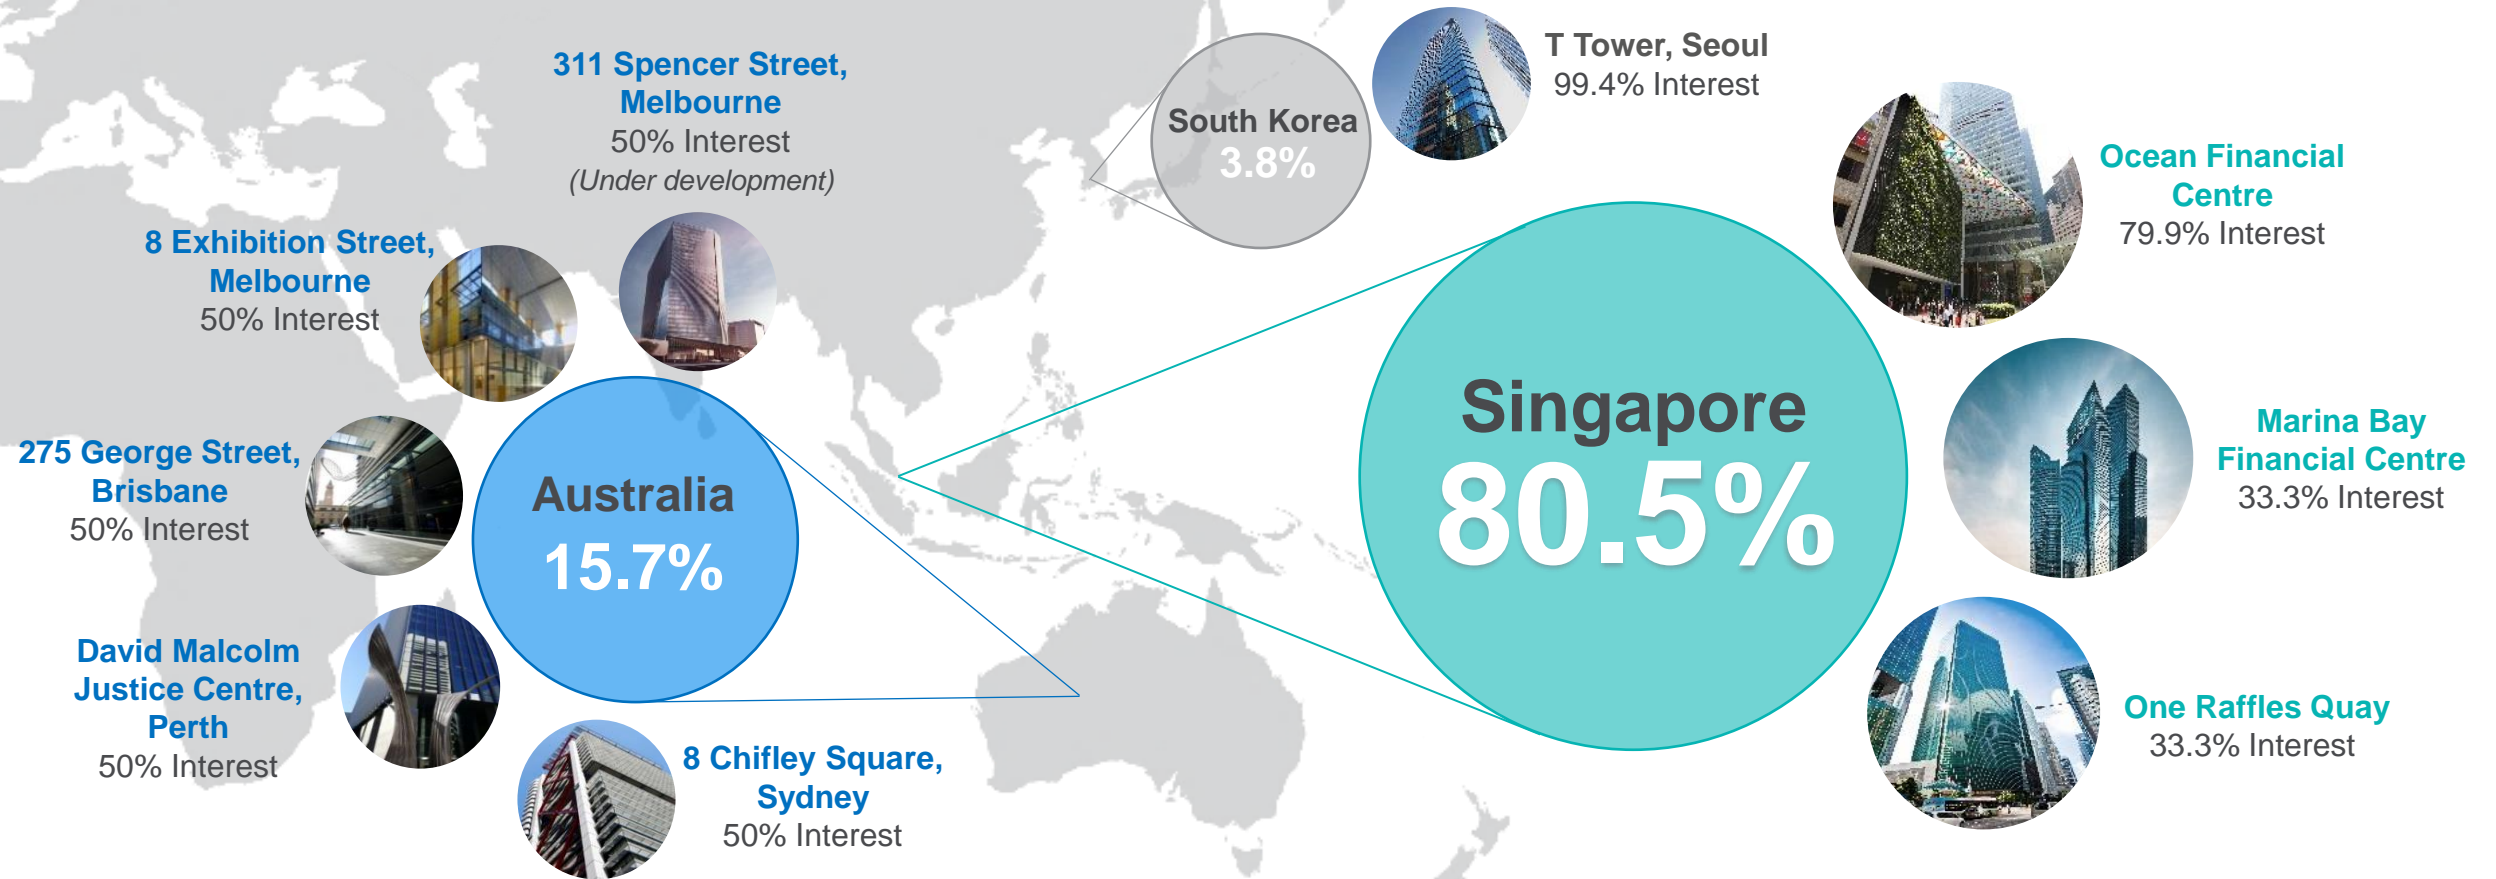 311 Spencer Street,
Melbourne
50% Interest
(Under development)
8 Exhibition Street,
Melbourne
50% Interest
275 George Street,
Brisbane
50% Interest
David Malcolm
Justice Centre,
Perth
50% Interest
8 Chifley Square,
Sydney
50% Interest
Australia
15.7%
South Korea
3.8%
T Tower, Seoul
99.4% Interest
Singapore
80.5%
Ocean Financial
Centre
79.9% Interest
Marina Bay
Financial Centre
33.3% Interest
One Raffles Quay
33.3% Interest